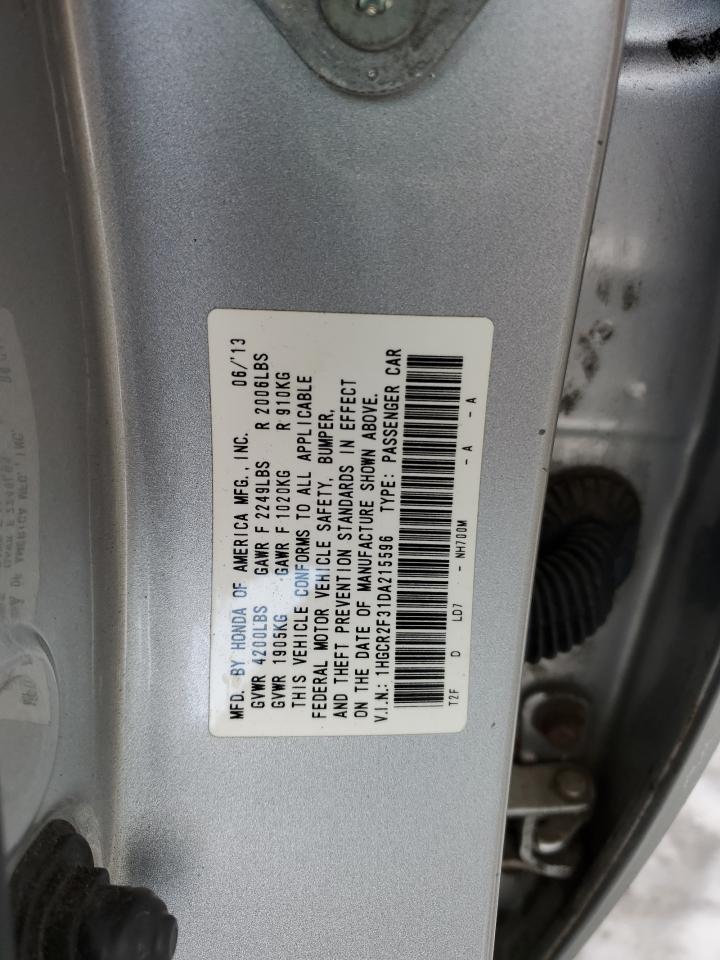 MFD. BY HONDA OF AMERICA MFG., INC. 06/'13
GVWR 4200LBS GAWR F 2249LBS R 2006LBS
GVWR 1905KG GAWR F 1020KG R 910KG
THIS VEHICLE CONFORMS TO ALL APPLICABLE
FEDERAL MOTOR VEHICLE SAFETY, BUMPER,
AND THEFT PREVENTION STANDARDS IN EFFECT
ON THE DATE OF MANUFACTURE SHOWN ABOVE.
V.I.N.: 1HGCR2F31DA215596 TYPE: PASSENGER CAR
T2F D LD7 - NH700M - A - A